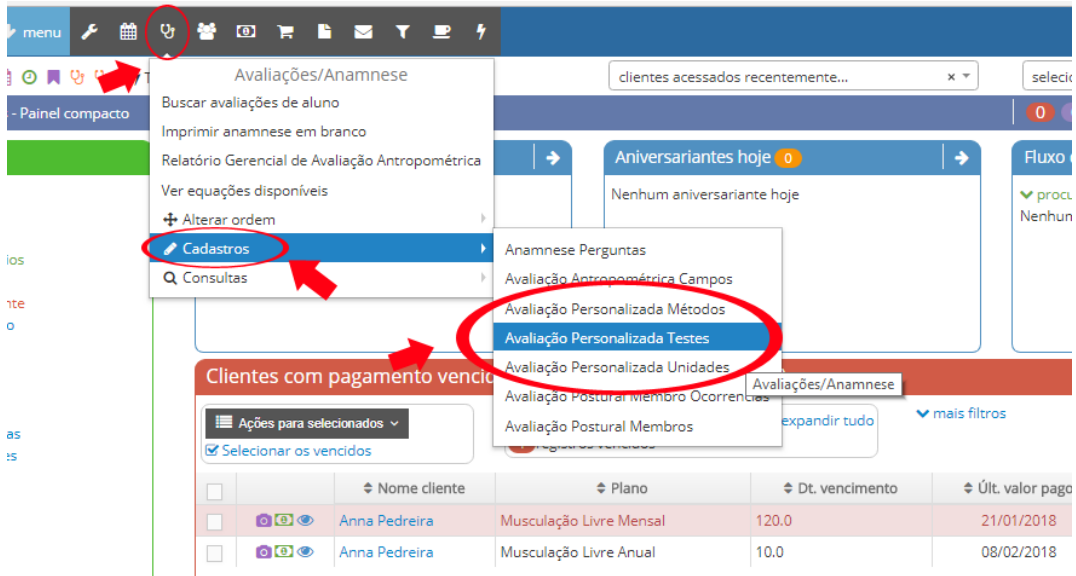 menu
Avaliações/Anamnese
Buscar avaliações de aluno
Imprimir anamnese em branco
Relatório Gerencial de Avaliação Antropométrica
Ver equações disponíveis
Alterar ordem
Cadastros
Consultas
clientes acessados recentemente... ×
- Painel compacto
0
Aniversariantes hoje 0
Nenhum aniversariante hoje
Fluxo
Anamnese Perguntas
Avaliação Antropométrica Campos
Avaliação Personalizada Métodos
Avaliação Personalizada Testes
Avaliação Personalizada Unidades
Avaliação Postural Membro Ocorrências
Avaliação Postural Membros
Avaliações/Anamnese
Clientes com pagamento
Ações para selecionados
Selecionar os vencidos
registros vencidos
expandir tudo
mais filtros
Nome cliente Plano Dt. vencimento Últ. valor pago
Anna Pedreira Musculação Livre Mensal 120.0 21/01/2018
Anna Pedreira Musculação Livre Anual 10.0 08/02/2018